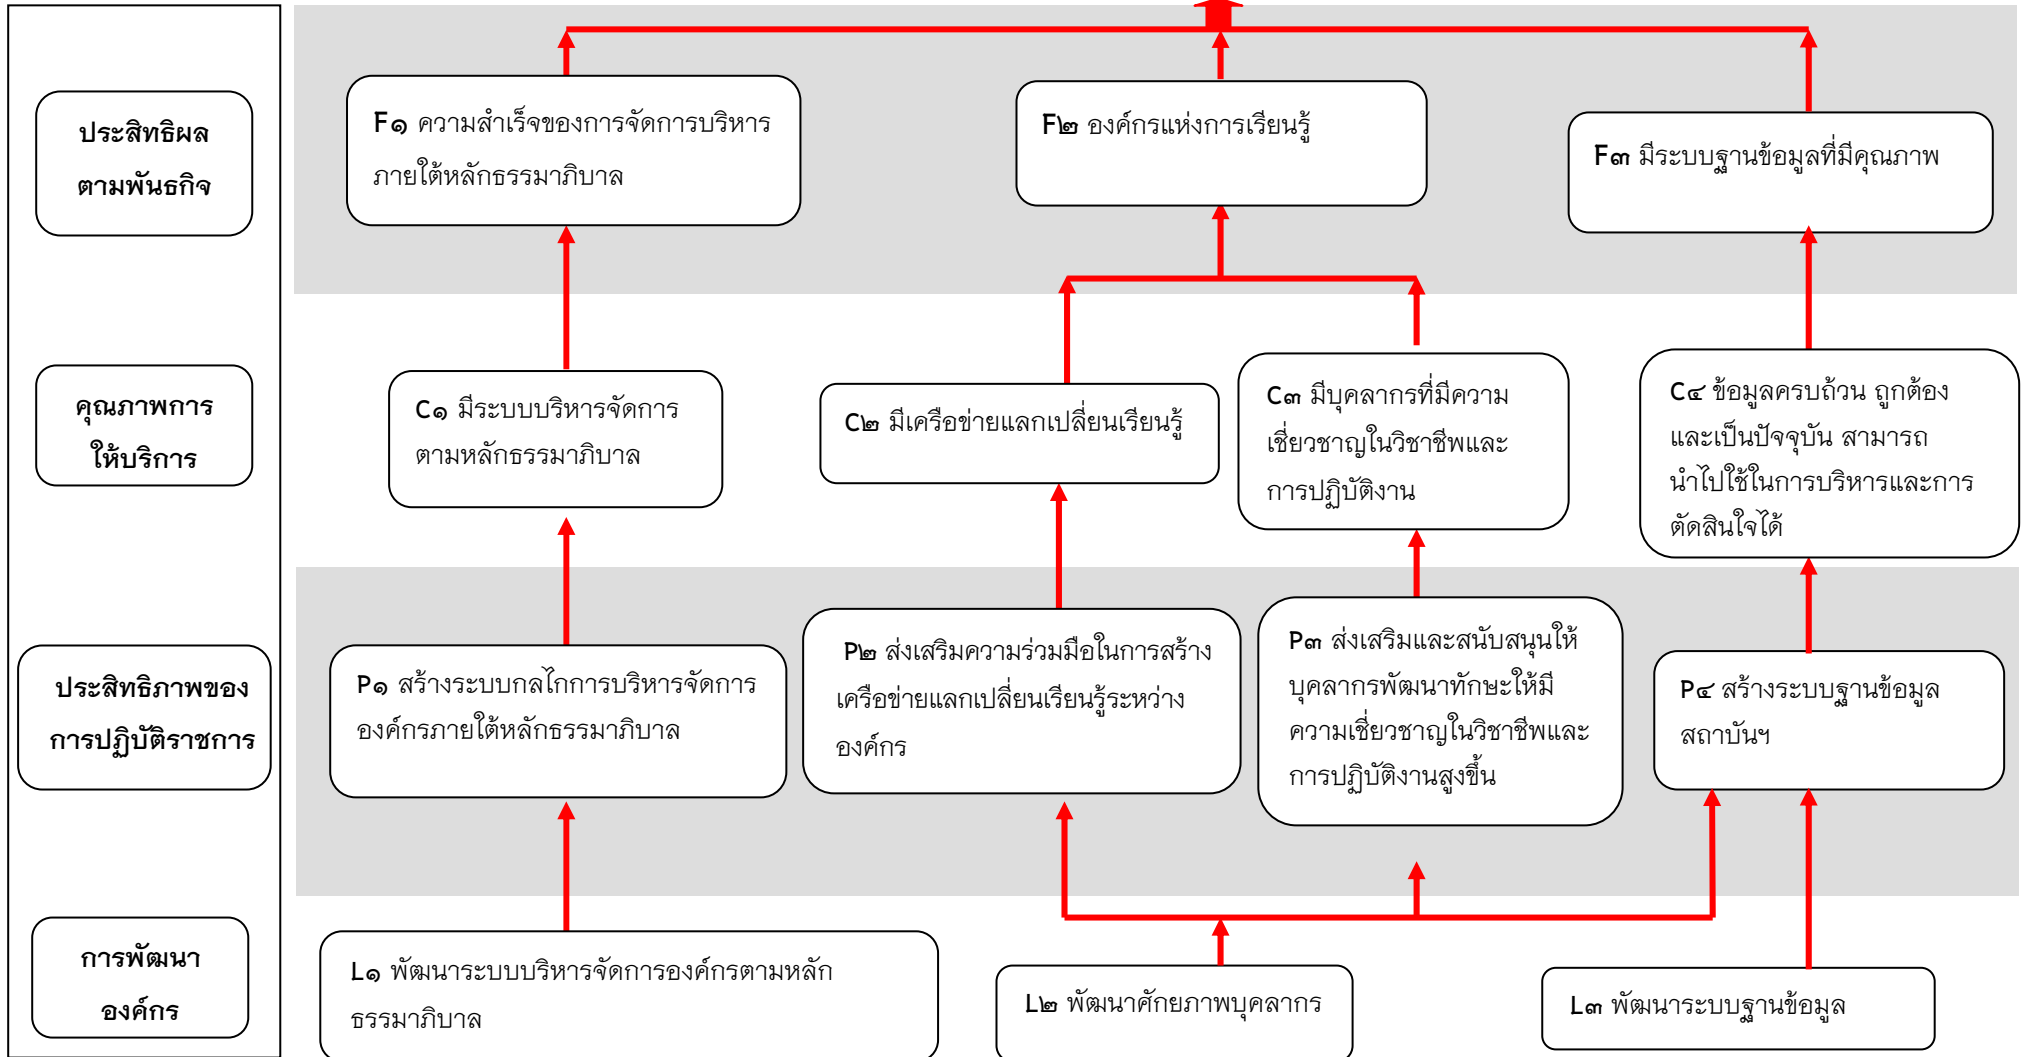 ประสิทธิผล
ตามพันธกิจ
F๑ ความสำเร็จของการจัดการบริหาร
ภายใต้หลักธรรมาภิบาล
F๒ องค์กรแห่งการเรียนรู้
F๓ มีระบบฐานข้อมูลที่มีคุณภาพ
คุณภาพการ
ให้บริการ
C๑ มีระบบบริหารจัดการ
ตามหลักธรรมาภิบาล
C๒ มีเครือข่ายแลกเปลี่ยนเรียนรู้
C๓ มีบุคลากรที่มีความ
เชี่ยวชาญในวิชาชีพและ
การปฏิบัติงาน
C๔ ข้อมูลครบถ้วน ถูกต้อง
และเป็นปัจจุบัน สามารถ
นำไปใช้ในการบริหารและการ
ตัดสินใจได้
ประสิทธิภาพของ
การปฏิบัติราชการ
P๑ สร้างระบบกลไกการบริหารจัดการ
องค์กรภายใต้หลักธรรมาภิบาล
P๒ ส่งเสริมความร่วมมือในการสร้าง
เครือข่ายแลกเปลี่ยนเรียนรู้ระหว่าง
องค์กร
P๓ ส่งเสริมและสนับสนุนให้
บุคลากรพัฒนาทักษะให้มี
ความเชี่ยวชาญในวิชาชีพและ
การปฏิบัติงานสูงขึ้น
P๔ สร้างระบบฐานข้อมูล
สถาบันฯ
การพัฒนา
องค์กร
L๑ พัฒนาระบบบริหารจัดการองค์กรตามหลัก
ธรรมาภิบาล
L๒ พัฒนาศักยภาพบุคลากร
L๓ พัฒนาระบบฐานข้อมูล